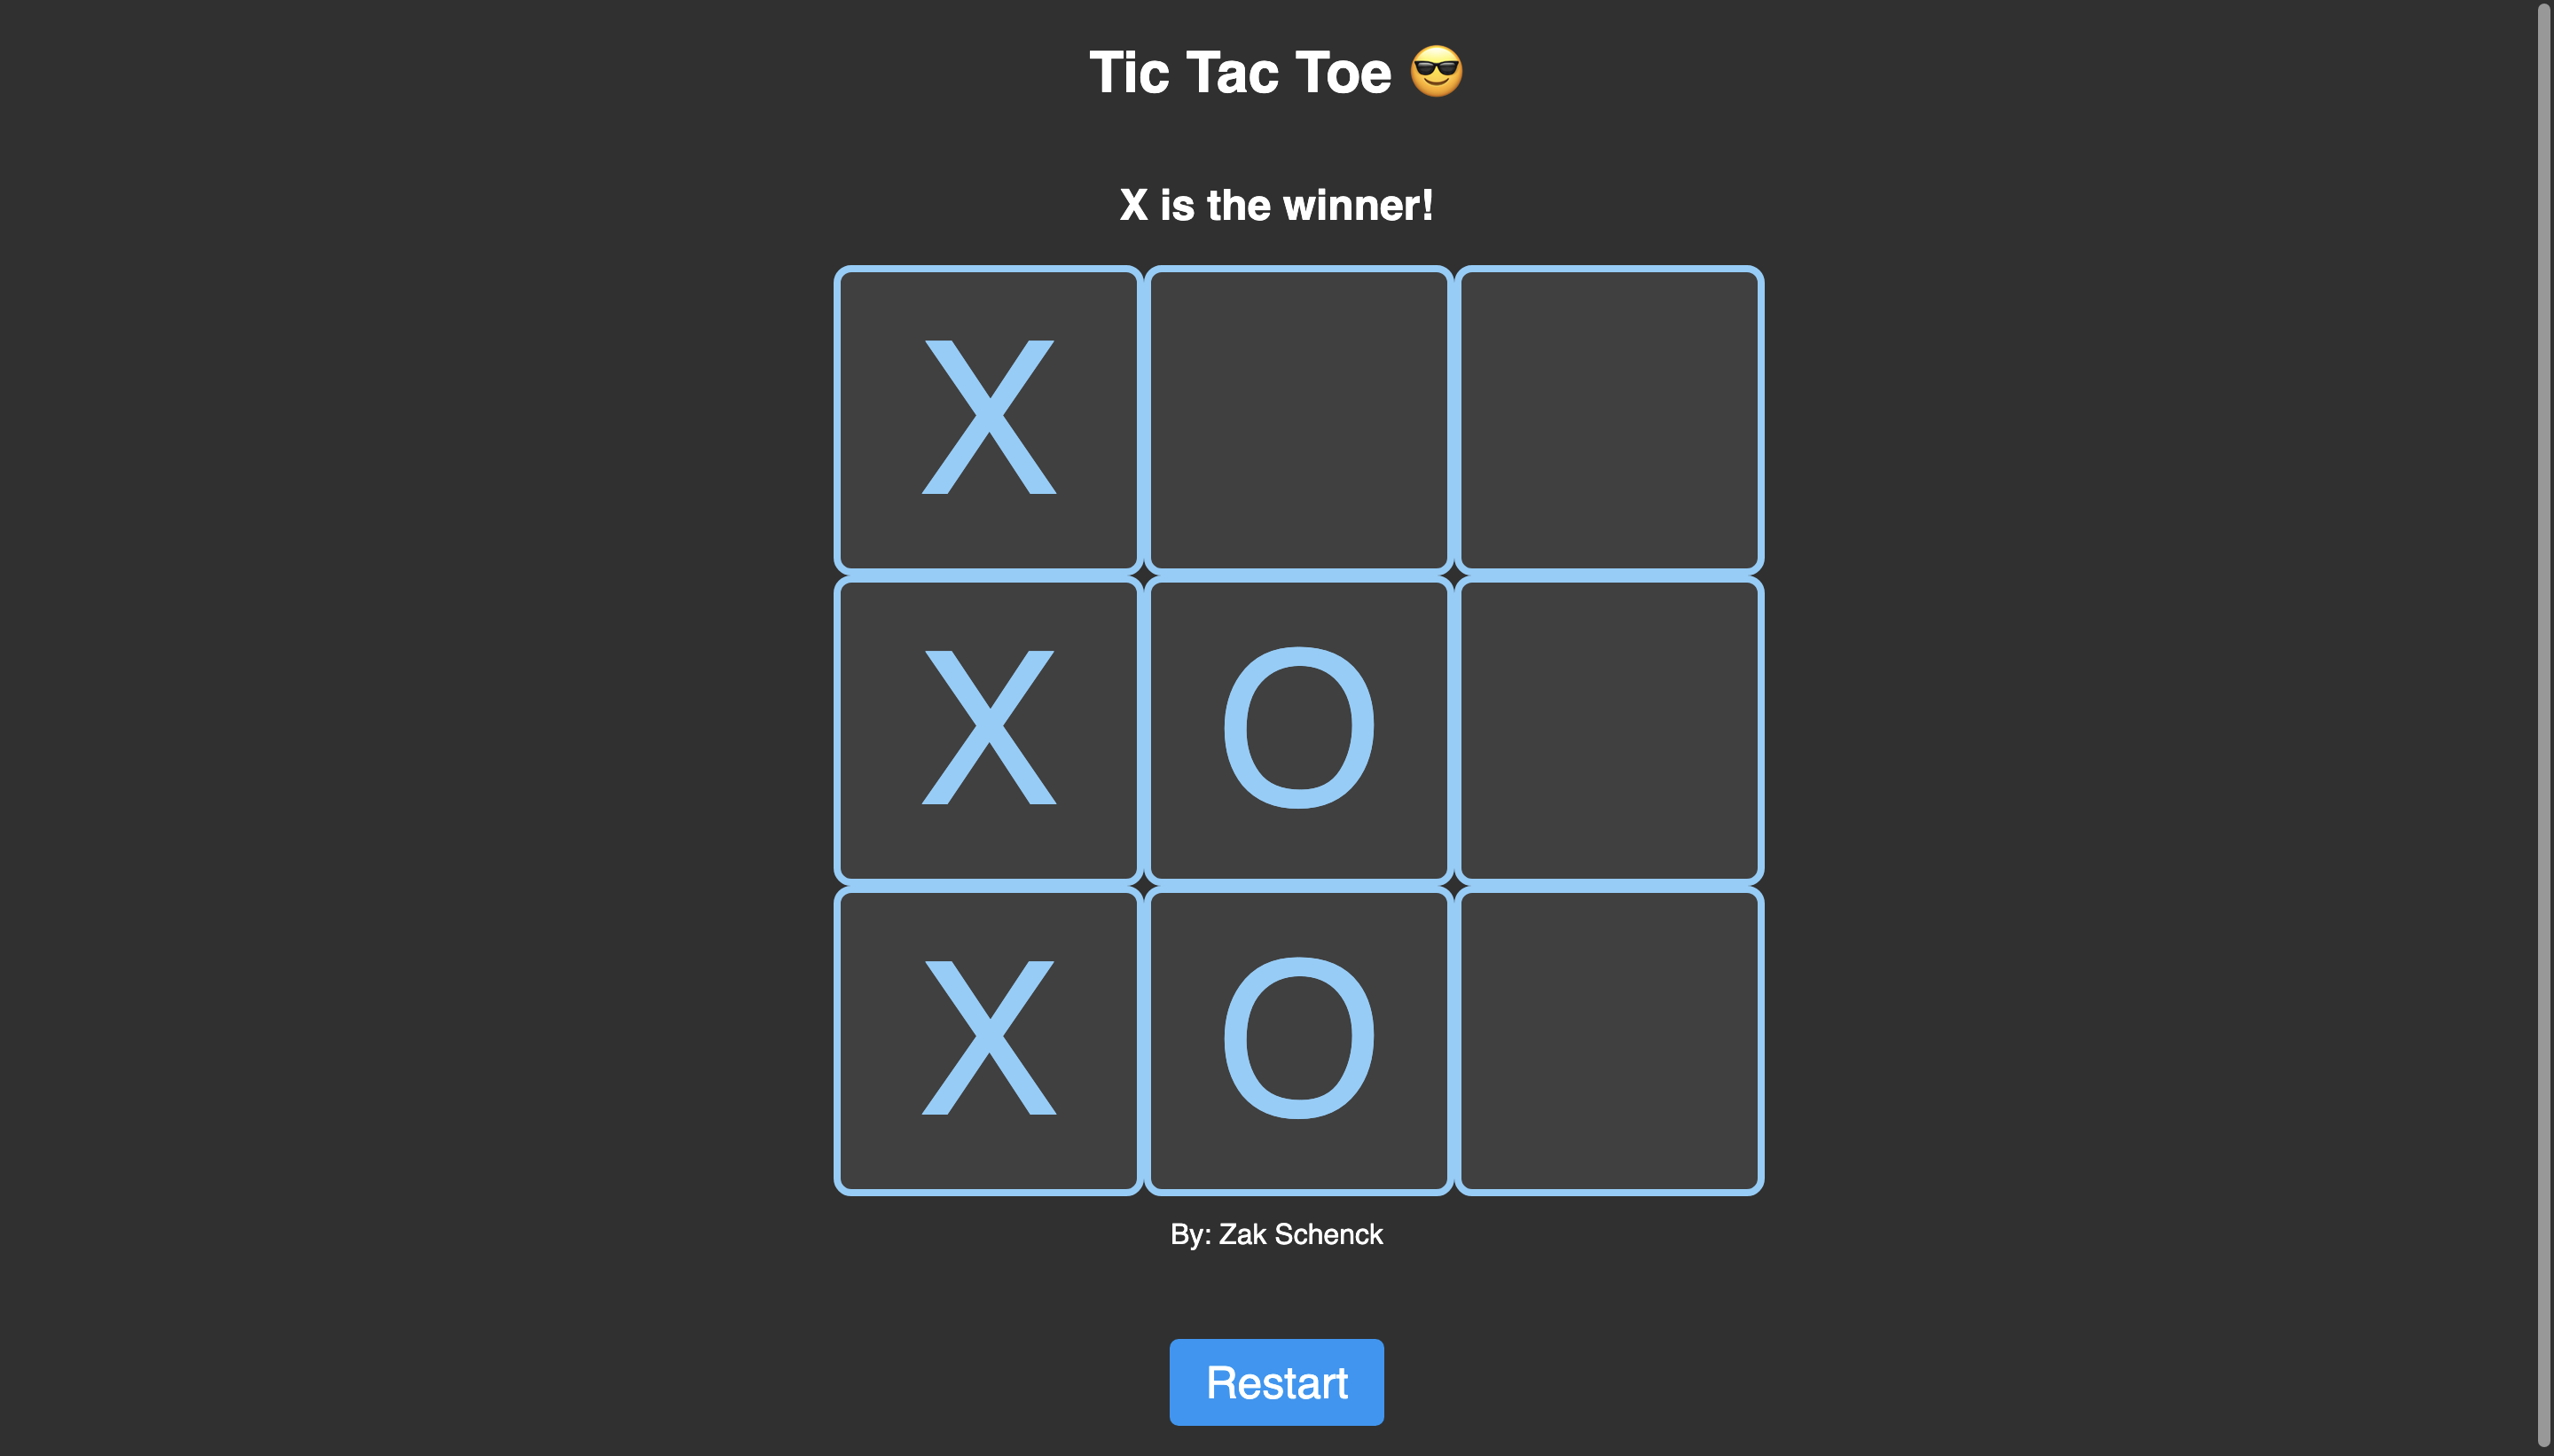 Tic Tac Toe 😎
X is the winner!
X
X O
X O
By: Zak Schenck
Restart